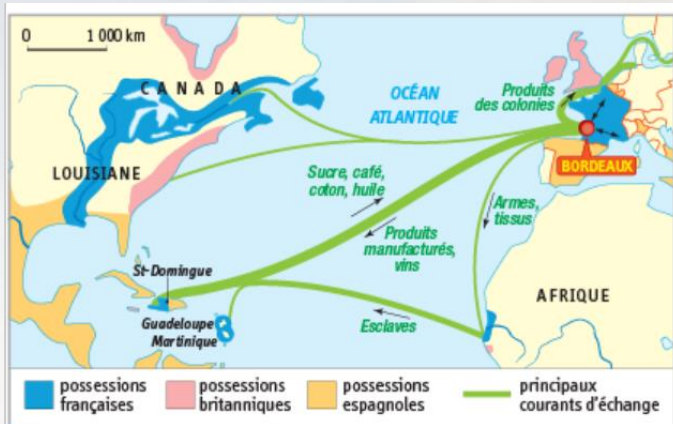 0 1 000 km
CANADA
LOUISIANE
OCÉAN
ATLANTIQUE
Produits
des colonies
BORDEAUX
Sucre, café,
coton, huile
Armes,
tissus
Produits
manufacturés,
vins
St-Domingue
Guadeloupe
Martinique
Esclaves
AFRIQUE
possessions
françaises
possessions
britanniques
possessions
espagnoles
principaux
courants d'échange